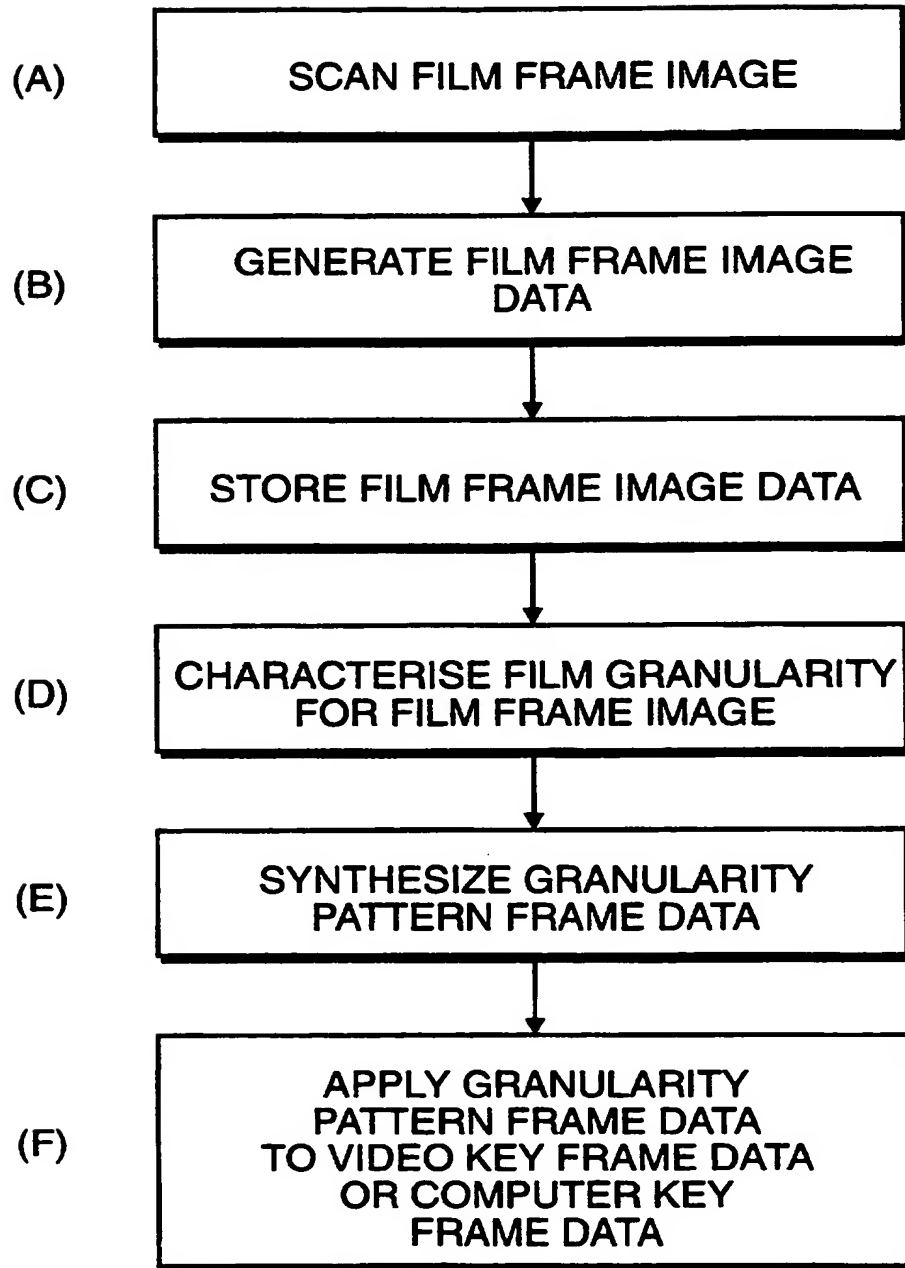 (A)
SCAN FILM FRAME IMAGE
(B)
GENERATE FILM FRAME IMAGE
DATA
(C)
STORE FILM FRAME IMAGE DATA
(D)
CHARACTERISE FILM GRANULARITY
FOR FILM FRAME IMAGE
(E)
SYNTHESIZE GRANULARITY
PATTERN FRAME DATA
(F)
APPLY GRANULARITY
PATTERN FRAME DATA
TO VIDEO KEY FRAME DATA
OR COMPUTER KEY
FRAME DATA